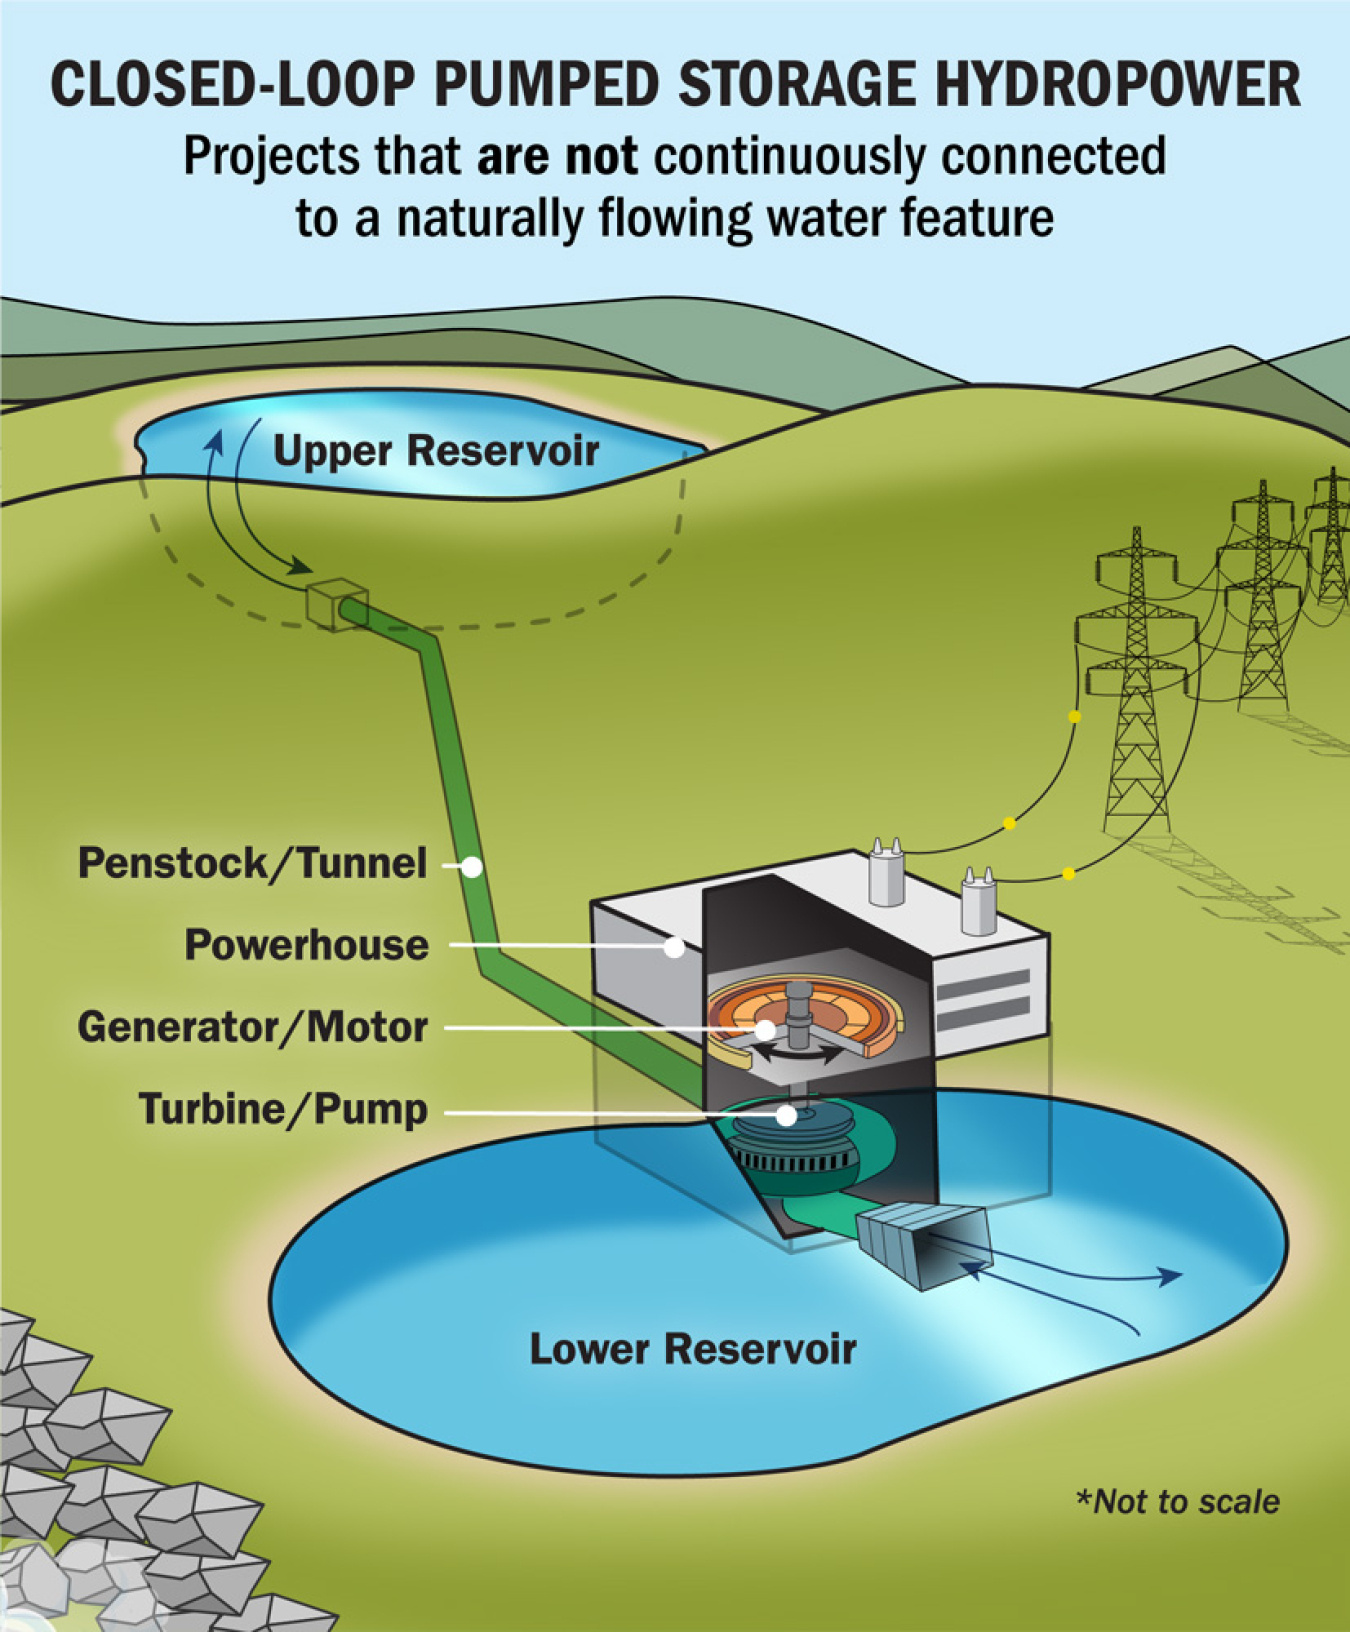 CLOSED-LOOP PUMPED STORAGE HYDROPOWER
Projects that are not continuously connected
to a naturally flowing water feature
Upper Reservoir
Penstock/Tunnel
Powerhouse
Generator/Motor
Turbine/Pump
Lower Reservoir
*Not to scale